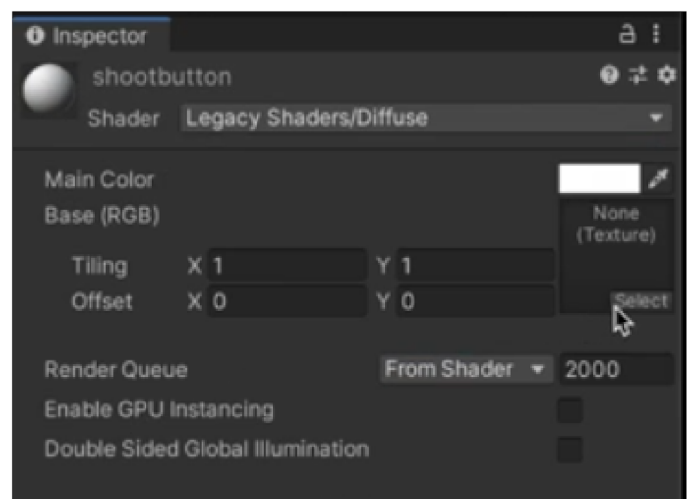 Inspector
shootbutton
Shader Legacy Shaders/Diffuse
Main Color
Base (RGB)
None
(Texture)
Tiling X 1 Y 1
Offset X 0 Y 0
Select
Render Queue From Shader 2000
Enable GPU Instancing
Double Sided Global Illumination